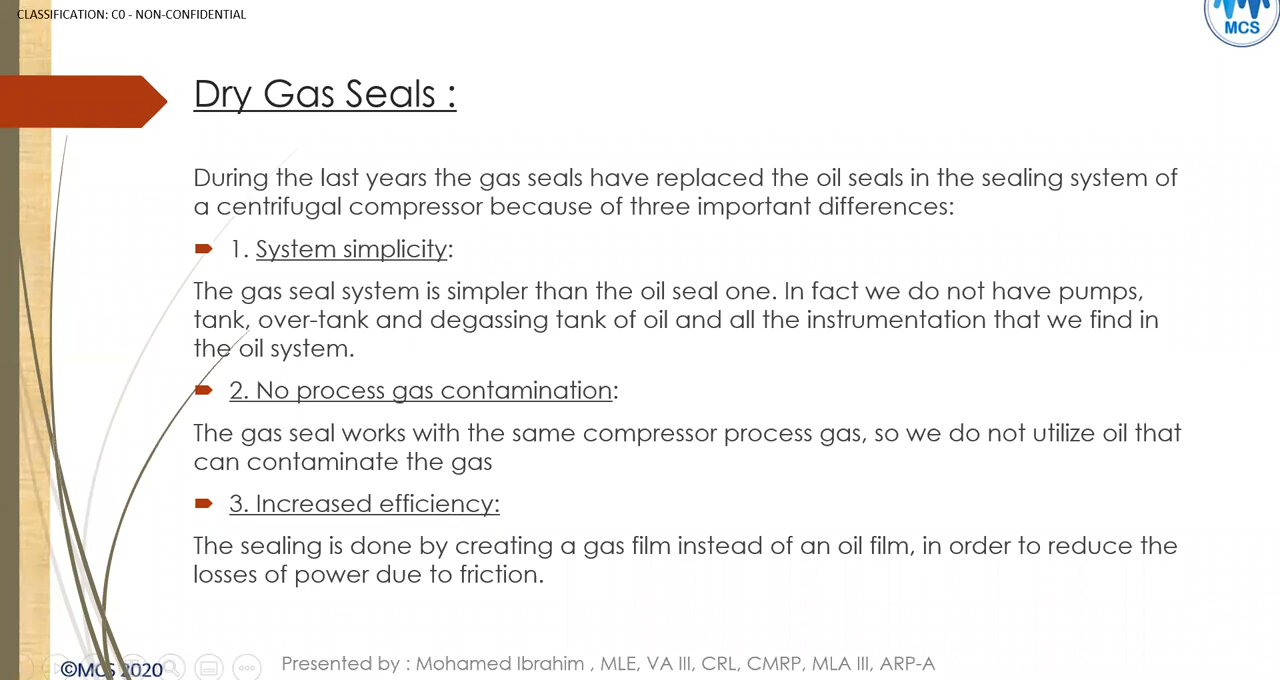 CLASSIFICATION: C0 - NON-CONFIDENTIAL
MCS
Dry Gas Seals :
During the last years the gas seals have replaced the oil seals in the sealing system of
a centrifugal compressor because of three important differences:
1. System simplicity:
The gas seal system is simpler than the oil seal one. In fact we do not have pumps,
tank, over-tank and degassing tank of oil and all the instrumentation that we find in
the oil system.
2. No process gas contamination:
The gas seal works with the same compressor process gas, so we do not utilize oil that
can contaminate the gas
3. Increased efficiency:
The sealing is done by creating a gas film instead of an oil film, in order to reduce the
losses of power due to friction.
©MCS 2020
Presented by : Mohamed Ibrahim , MLE, VA III, CRL, CMRP, MLA III, ARP-A